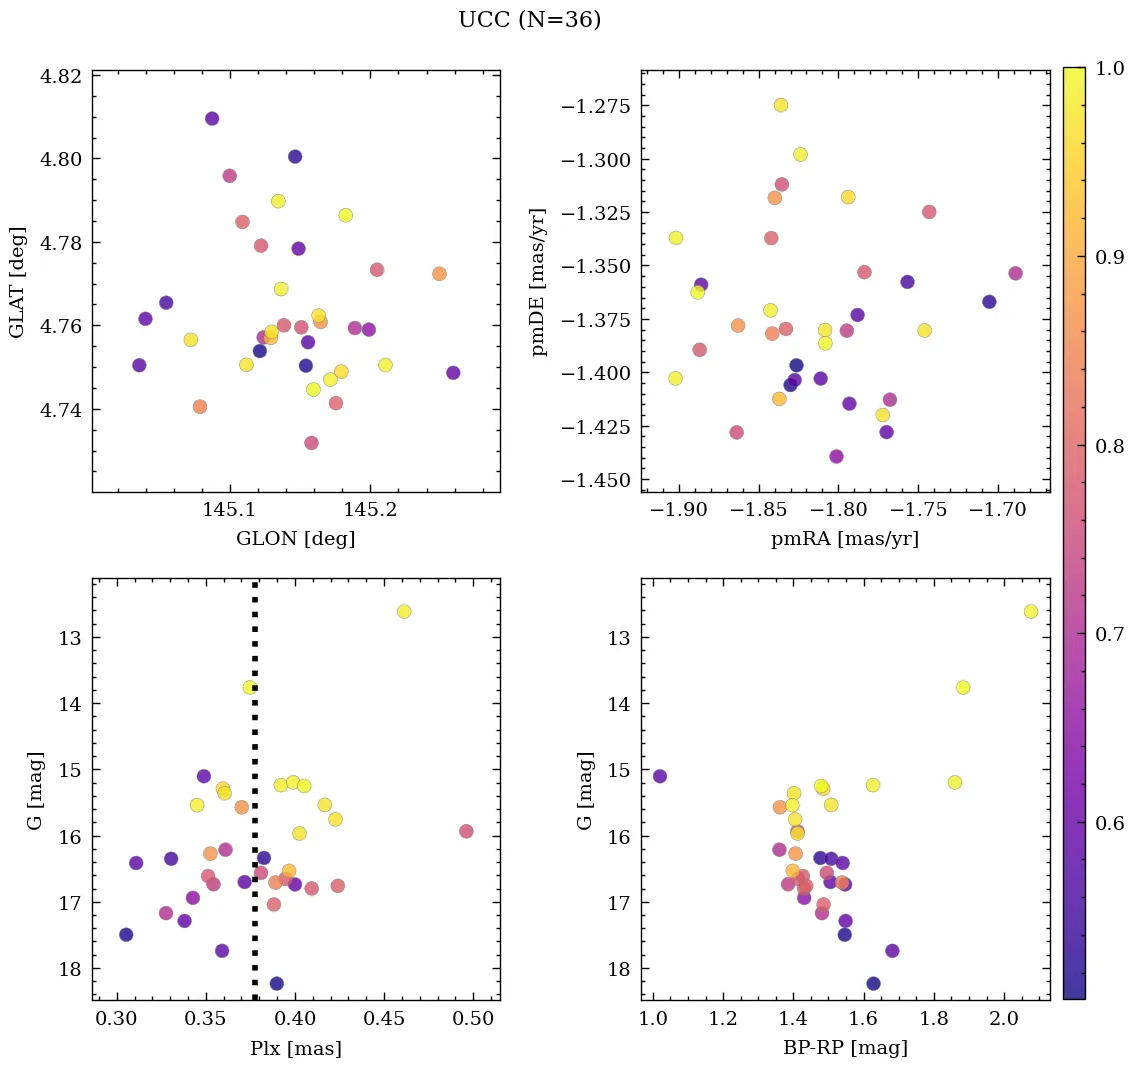 UCC (N=36)
4.82
4.80
4.78
4.76
4.74
GLAT [deg]
145.1 145.2
GLON [deg]
−1.275
−1.300
−1.325
−1.350
−1.375
−1.400
−1.425
−1.450
pmDE [mas/yr]
−1.90 −1.85 −1.80 −1.75 −1.70
pmRA [mas/yr]
13
14
15
16
17
18
G [mag]
0.30 0.35 0.40 0.45 0.50
Plx [mas]
13
14
15
16
17
18
G [mag]
1.0 1.2 1.4 1.6 1.8 2.0
BP-RP [mag]
1.0
0.9
0.8
0.7
0.6